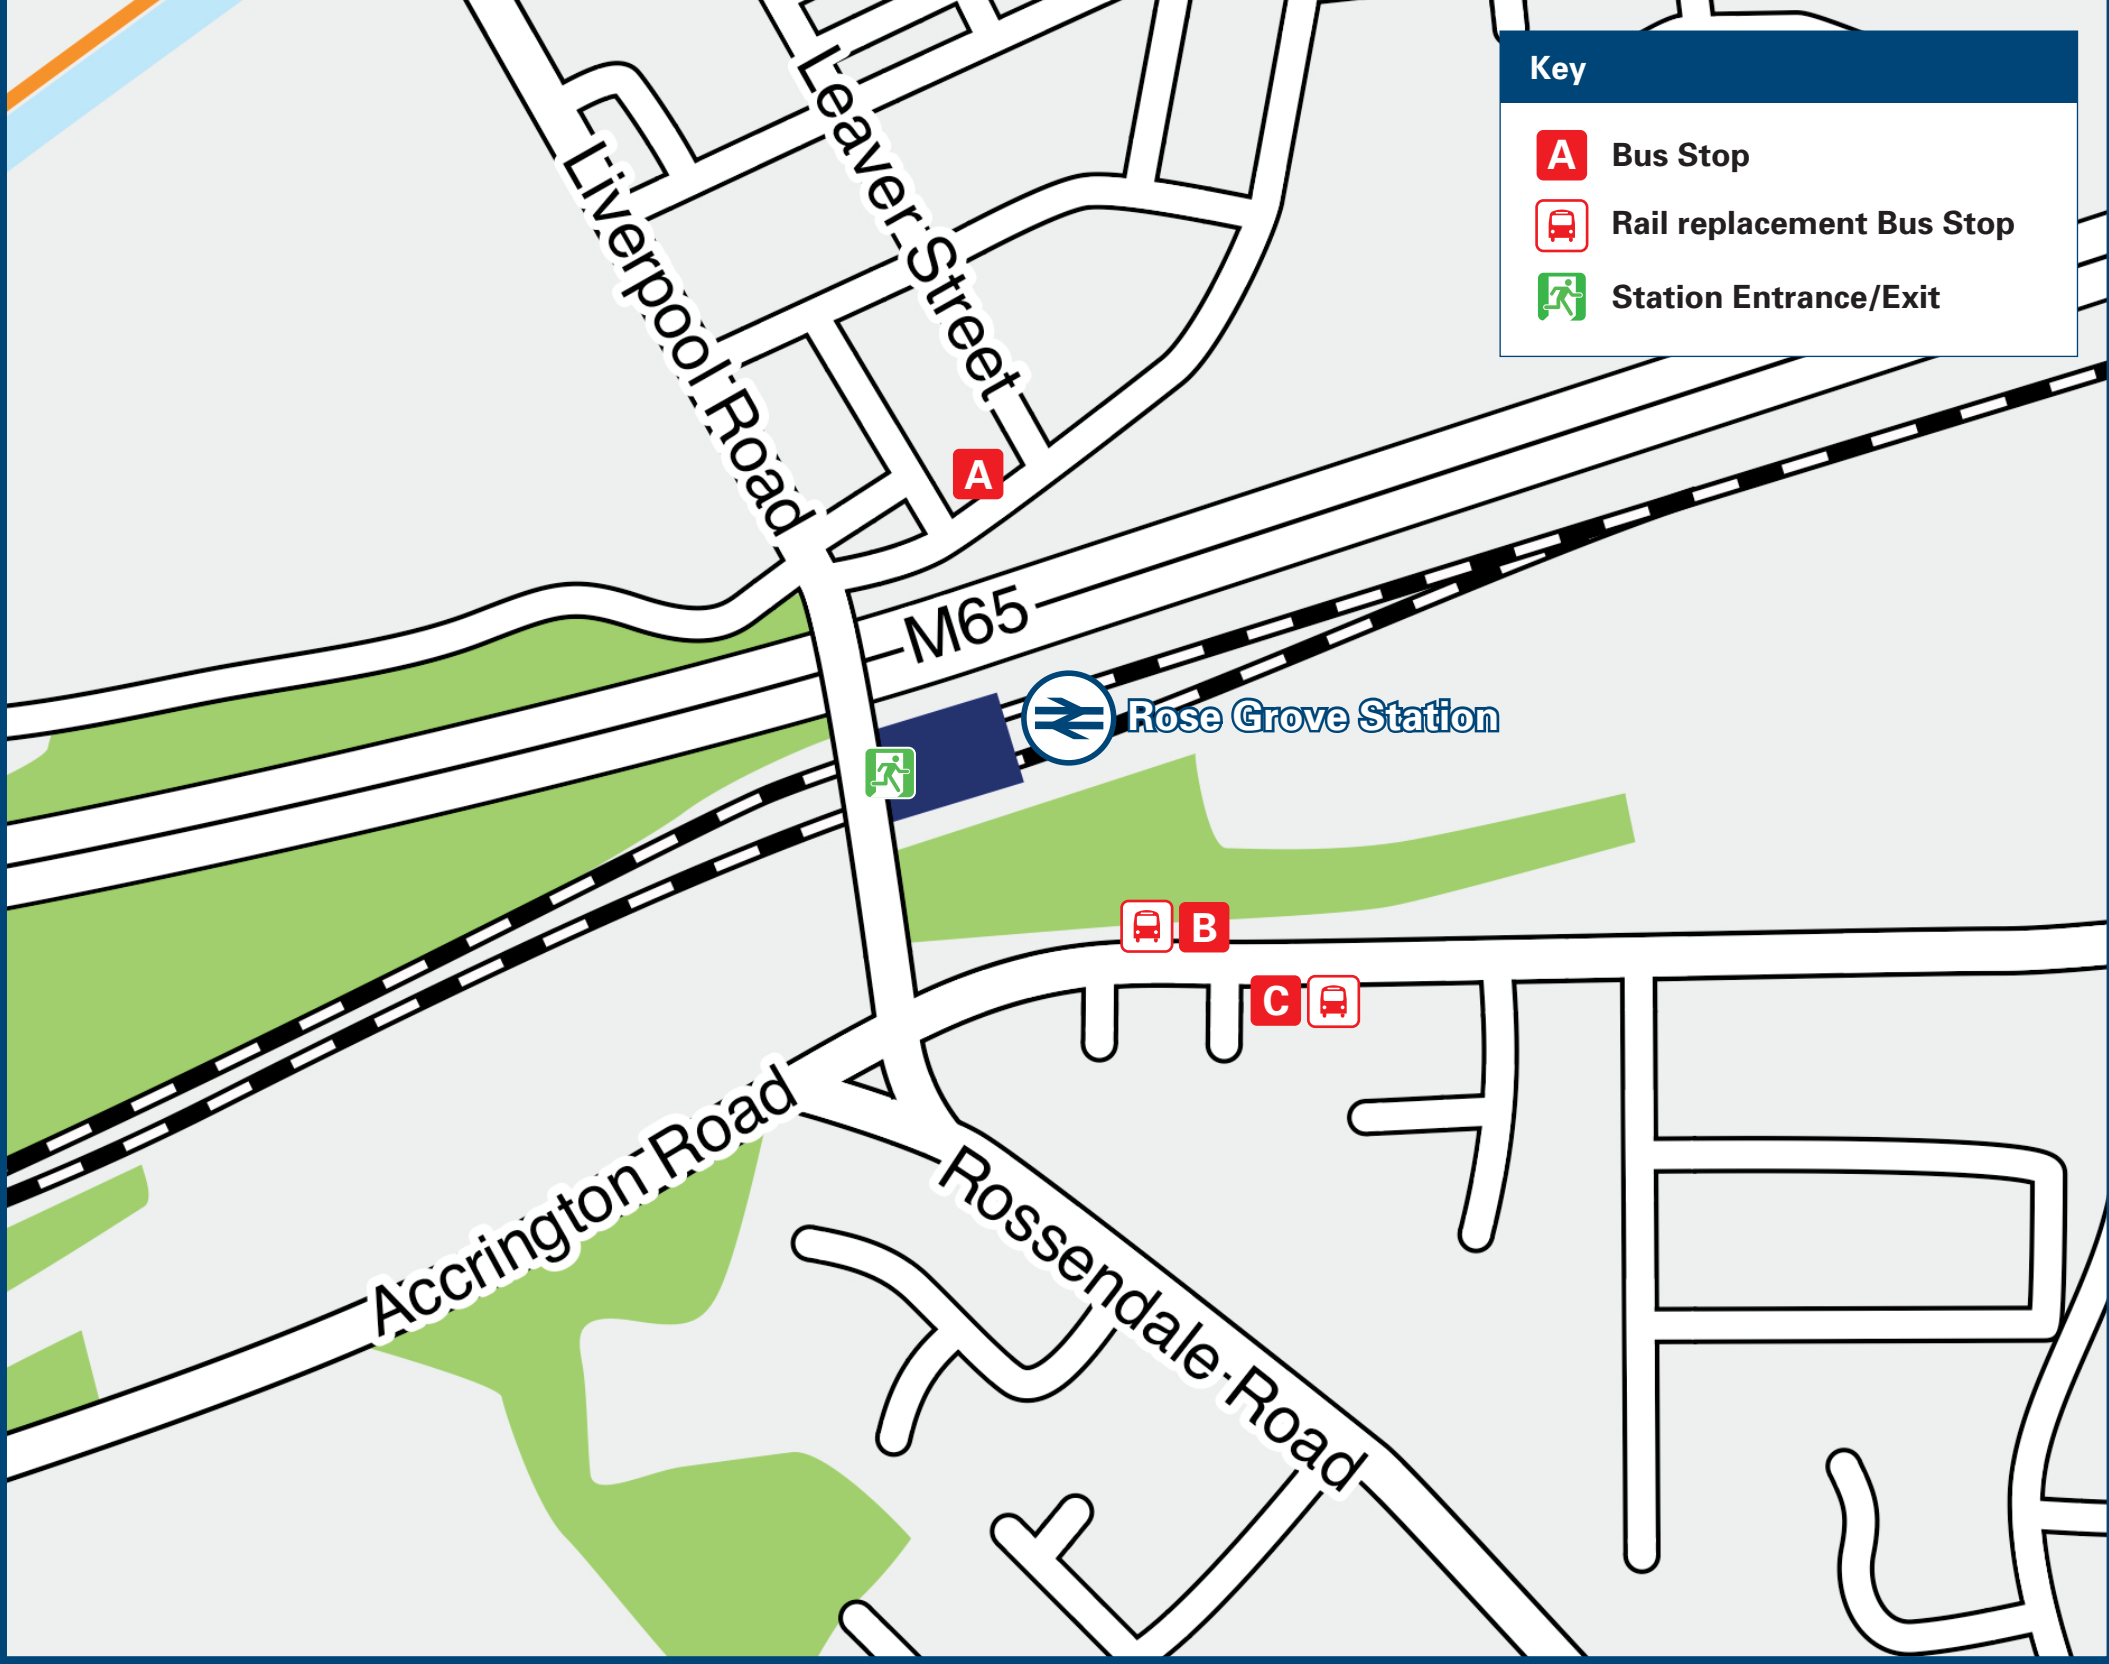 Key
A Bus Stop
Rail replacement Bus Stop
Station Entrance/Exit
Leaver Street
Liverpool Road
A
M65
Rose Grove Station
B
C
Accrington Road
Rossendale Road